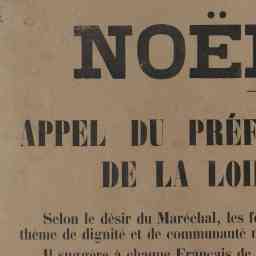 NOË
APPEL DU PRÉF
DE LA LOI
Selon le désir du Maréchal, les
thème de dignité et de communauté
Il suggère à chaque Français de